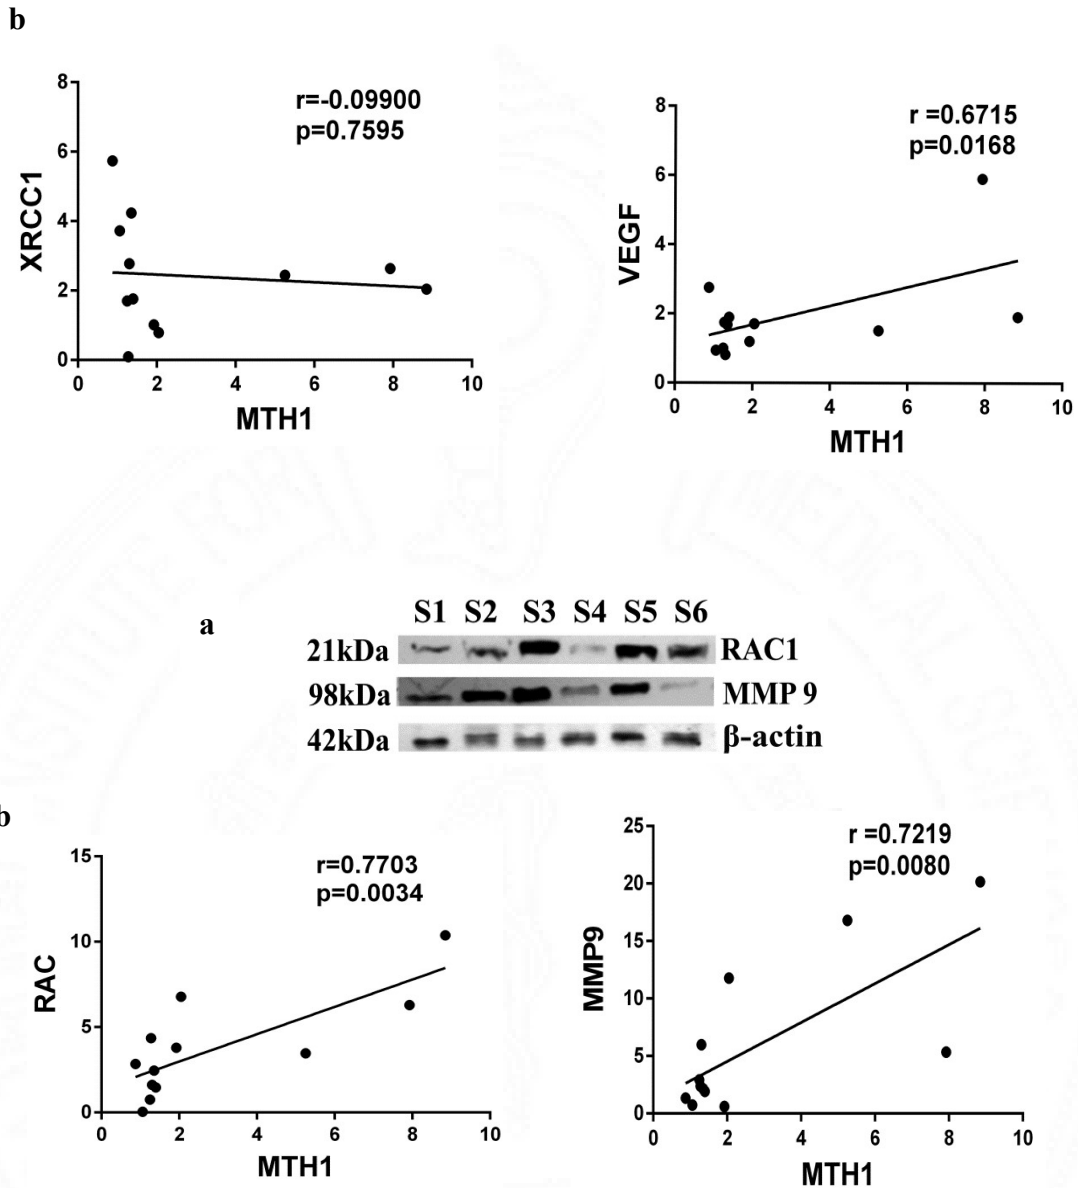 b
8
6
4
2
0
XRCC1
r=-0.09900
p=0.7595
0 2 4 6 8 10
MTH1
8
6
4
2
0
VEGF
r =0.6715
p=0.0168
0 2 4 6 8 10
MTH1
a
S1 S2 S3 S4 S5 S6
21kDa RAC1
98kDa MMP 9
42kDa β-actin
b
15
10
5
0
RAC
r=0.7703
p=0.0034
0 2 4 6 8 10
MTH1
25
20
15
10
5
0
MMP9
r =0.7219
p=0.0080
0 2 4 6 8 10
MTH1
INSTITUTE FOR
MEDICAL